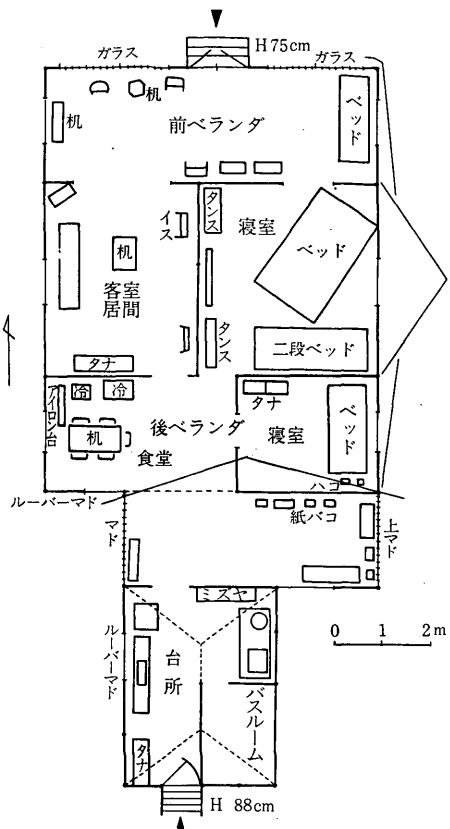 H75cm
ガラス
ガラス
机
机
前ベランダ
ベッド
タンス
イス
寝室
ベッド
机
客室
居間
タンス
二段ベッド
タナ
アイロン台
冷
冷
タナ
ベッド
机
後ベランダ
寝室
食堂
ハコ
ルーバーマド
紙バコ
マド
上マド
ミズヤ
0 1 2m
ルーバーマド
台所
バスルーム
タナ
H 88cm